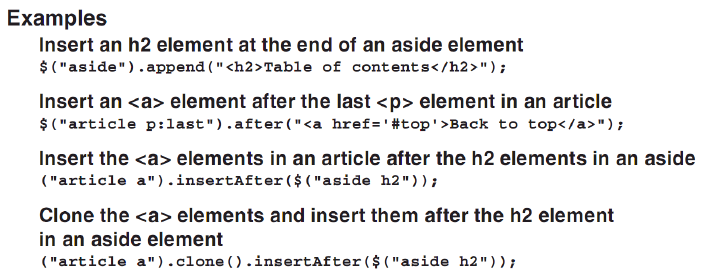 Examples
Insert an h2 element at the end of an aside element
$("aside").append("<h2>Table of contents</h2>");
Insert an <a> element after the last <p> element in an article
$("article p:last").after("<a href='#top'>Back to top</a>");
Insert the <a> elements in an article after the h2 elements in an aside
("article a").insertAfter($("aside h2"));
Clone the <a> elements and insert them after the h2 element
in an aside element
("article a").clone().insertAfter($("aside h2"));